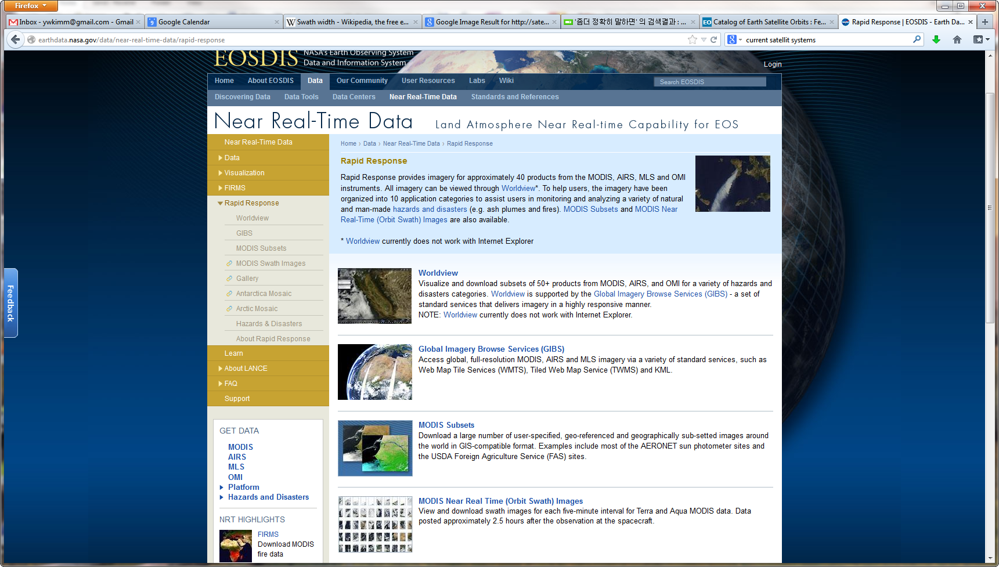 Firefox
Inbox - ywkimm@gmail.com - Gmail
Google Calendar
Swath width - Wikipedia, the free e...
Google Image Result for http://sate...
'좀더 정확히 말하면' 의 검색결과 : ...
Catalog of Earth Satellite Orbits : Fe...
Rapid Response | EOSDIS - Earth Da...
earthdata.nasa.gov/data/near-real-time-data/rapid-response
current satellit systems
EOSDIS
NASA's Earth Observing System
Data and Information System
Login
Home About EOSDIS Data Our Community User Resources Labs Wiki
Search EOSDIS
Discovering Data Data Tools Data Centers Near Real-Time Data Standards and References
Near Real-Time Data
Land Atmosphere Near Real-time Capability for EOS
Near Real-Time Data
Data
Visualization
FIRMS
Rapid Response
Worldview
GIBS
MODIS Subsets
MODIS Swath Images
Gallery
Antarctica Mosaic
Arctic Mosaic
Hazards & Disasters
About Rapid Response
Learn
About LANCE
FAQ
Support
GET DATA
MODIS
AIRS
MLS
OMI
Platform
Hazards and Disasters
NRT HIGHLIGHTS
FIRMS
Download MODIS
fire data
Feedback
Home › Data › Near Real-Time Data › Rapid Response
Rapid Response
Rapid Response provides imagery for approximately 40 products from the MODIS, AIRS, MLS and OMI
instruments. All imagery can be viewed through Worldview*. To help users, the imagery have been
organized into 10 application categories to assist users in monitoring and analyzing a variety of natural
and man-made hazards and disasters (e.g. ash plumes and fires). MODIS Subsets and MODIS Near
Real-Time (Orbit Swath) Images are also available.
* Worldview currently does not work with Internet Explorer
Worldview
Visualize and download subsets of 50+ products from MODIS, AIRS, and OMI for a variety of hazards and
disasters categories. Worldview is supported by the Global Imagery Browse Services (GIBS) - a set of
standard services that delivers imagery in a highly responsive manner.
NOTE: Worldview currently does not work with Internet Explorer.
Global Imagery Browse Services (GIBS)
Access global, full-resolution MODIS, AIRS and MLS imagery via a variety of standard services, such as
Web Map Tile Services (WMTS), Tiled Web Map Service (TWMS) and KML.
MODIS Subsets
Download a large number of user-specified, geo-referenced and geographically sub-setted images around
the world in GIS-compatible format. Examples include most of the AERONET sun photometer sites and
the USDA Foreign Agriculture Service (FAS) sites.
MODIS Near Real Time (Orbit Swath) Images
View and download swath images for each five-minute interval for Terra and Aqua MODIS data. Data
posted approximately 2.5 hours after the observation at the spacecraft.